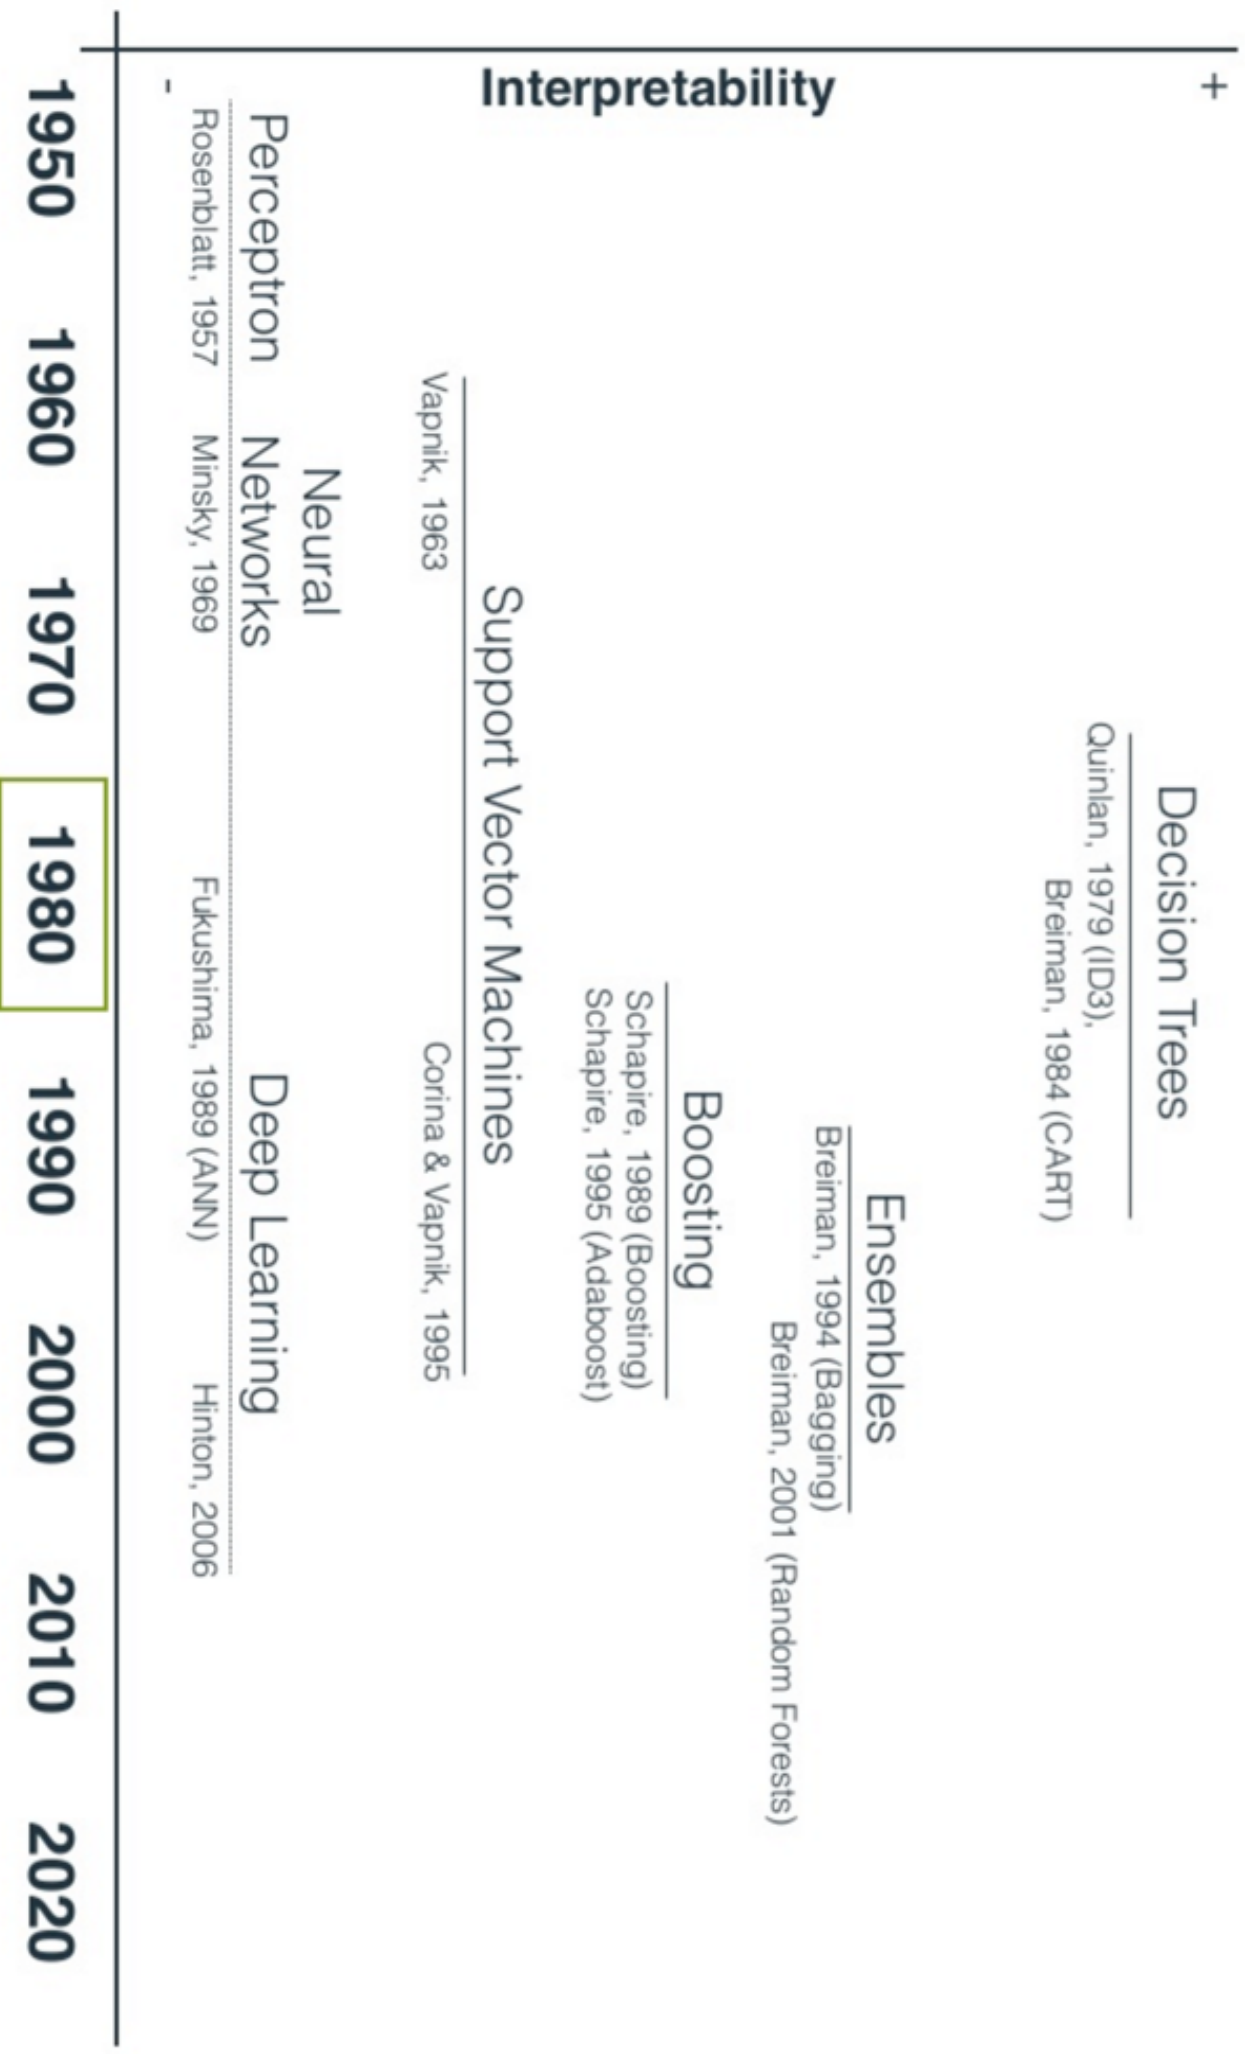 +
Interpretability
-
Decision Trees
Quinlan, 1979 (ID3),
Breiman, 1984 (CART)
Ensembles
Breiman, 1994 (Bagging)
Breiman, 2001 (Random Forests)
Boosting
Schapire, 1989 (Boosting)
Schapire, 1995 (Adaboost)
Support Vector Machines
Vapnik, 1963
Corina & Vapnik, 1995
Perceptron
Rosenblatt, 1957
Neural
Networks
Minsky, 1969
Deep Learning
Fukushima, 1989 (ANN)
Hinton, 2006
1950 1960 1970 1980 1990 2000 2010 2020